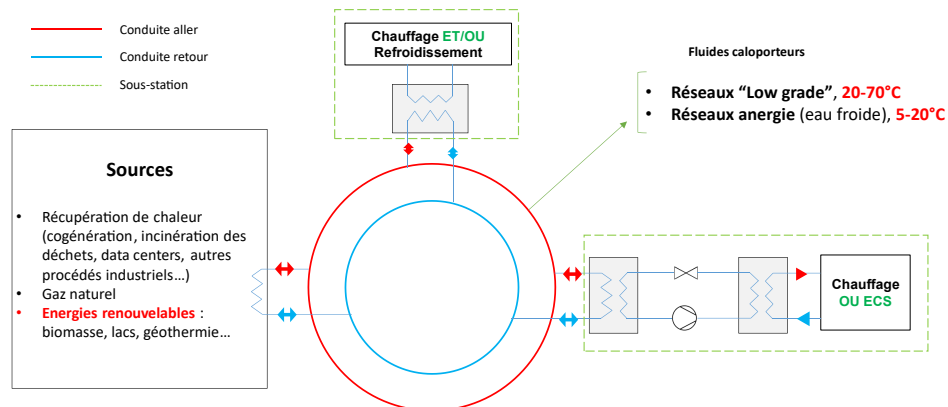 Conduite aller
Conduite retour
Sous-station
Chauffage ET/OU
Refroidissement
Fluides caloporteurs
• Réseaux “Low grade”, 20-70°C
• Réseaux anergie (eau froide), 5-20°C
Sources
• Récupération de chaleur
(cogénération, incinération des
déchets, data centers, autres
procédés industriels…)
• Gaz naturel
• Energies renouvelables :
biomasse, lacs, géothermie…
Chauffage
OU ECS